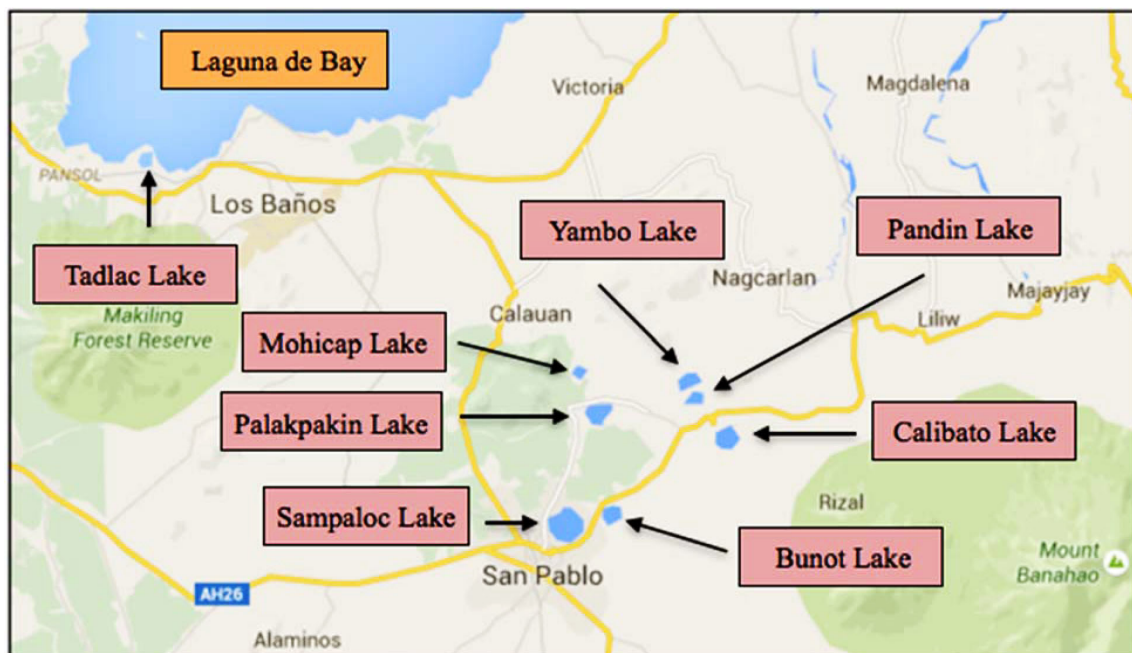 Laguna de Bay
Victoria
Magdalena
PANSOL
Los Baños
Yambo Lake
Pandin Lake
Tadlac Lake
Nagcarlan
Majayjay
Liliw
Calauan
Makiling
Forest Reserve
Mohicap Lake
Palakpakin Lake
Calibato Lake
Sampaloc Lake
Rizal
Bunot Lake
Mount
Banahao
San Pablo
AH26
Alaminos